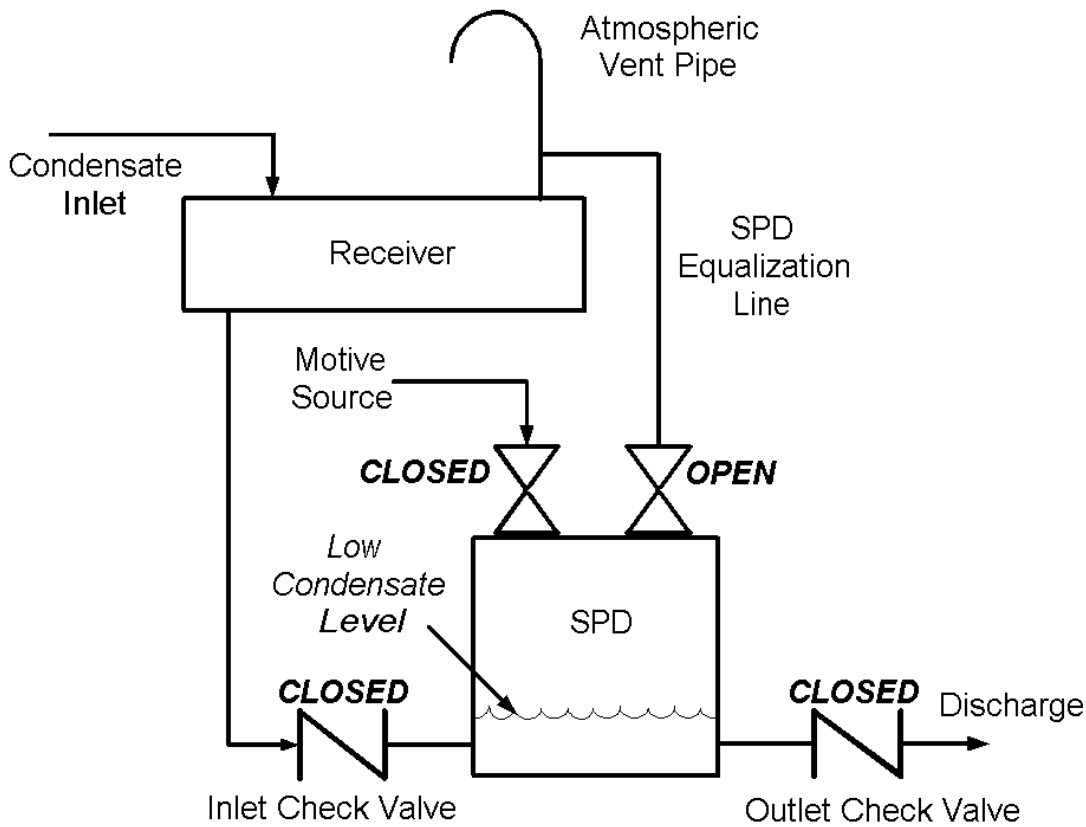 Atmospheric
Vent Pipe
Condensate
Inlet
Receiver
SPD
Equalization
Line
Motive
Source
CLOSED
OPEN
Low
Condensate
Level
SPD
CLOSED
CLOSED
Discharge
Inlet Check Valve
Outlet Check Valve